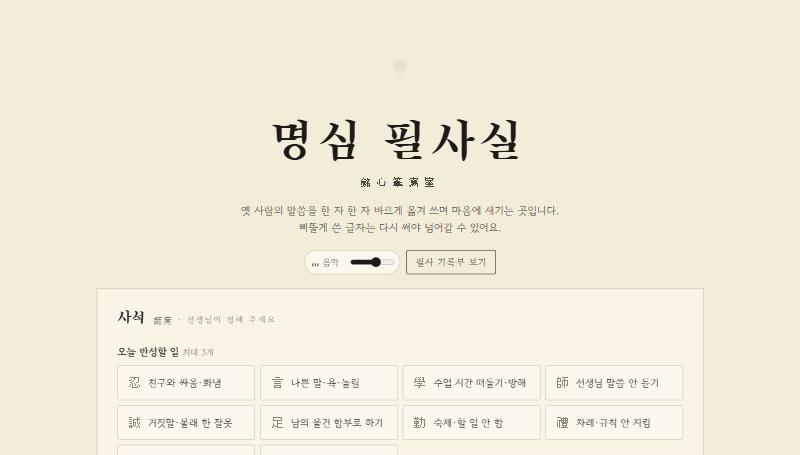 명심 필사실
銘心筆寫室
옛 사람의 말씀을 한 자 한 자 바르게 옮겨 쓰며 마음에 새기는 곳입니다.
삐뚤게 쓴 글자는 다시 써야 넘어갈 수 있어요.
음악
필사 기록부 보기
사석 師席 · 선생님이 정해 주세요
오늘 반성할 일 최대 3개
忍 친구와 싸움·화냄
言 나쁜 말·욕·놀림
學 수업 시간 떠들기·방해
師 선생님 말씀 안 듣기
誠 거짓말·몰래 한 잘못
足 남의 물건 함부로 하기
勤 숙제·할 일 안 함
禮 차례·규칙 안 지킴